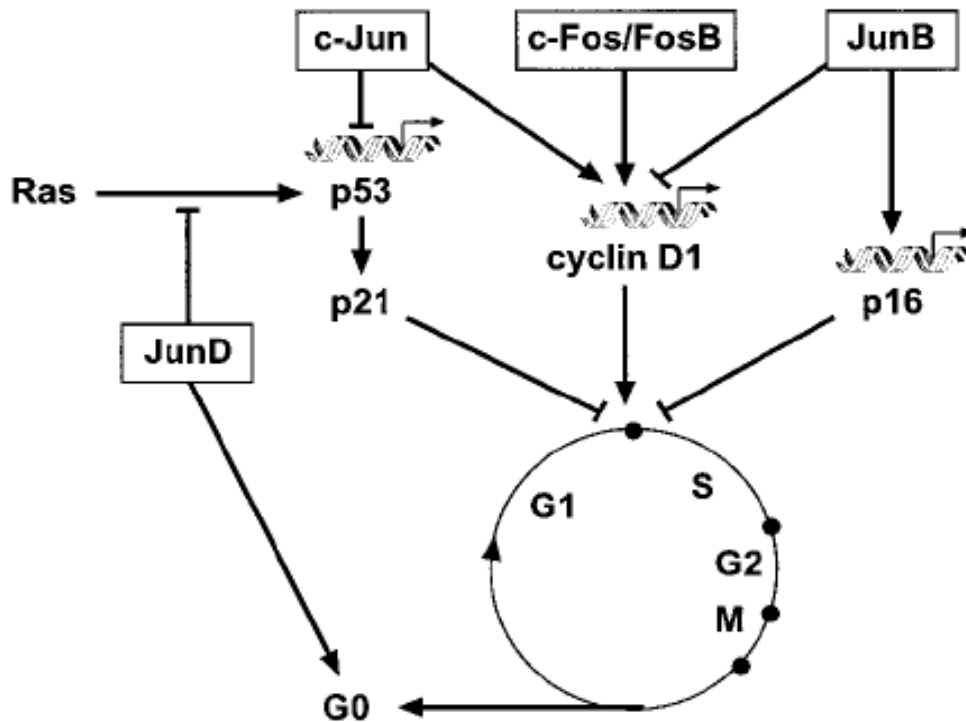 c-Jun
c-Fos/FosB
JunB
Ras
p53
cyclin D1
p21
p16
JunD
G1
S
G2
M
G0